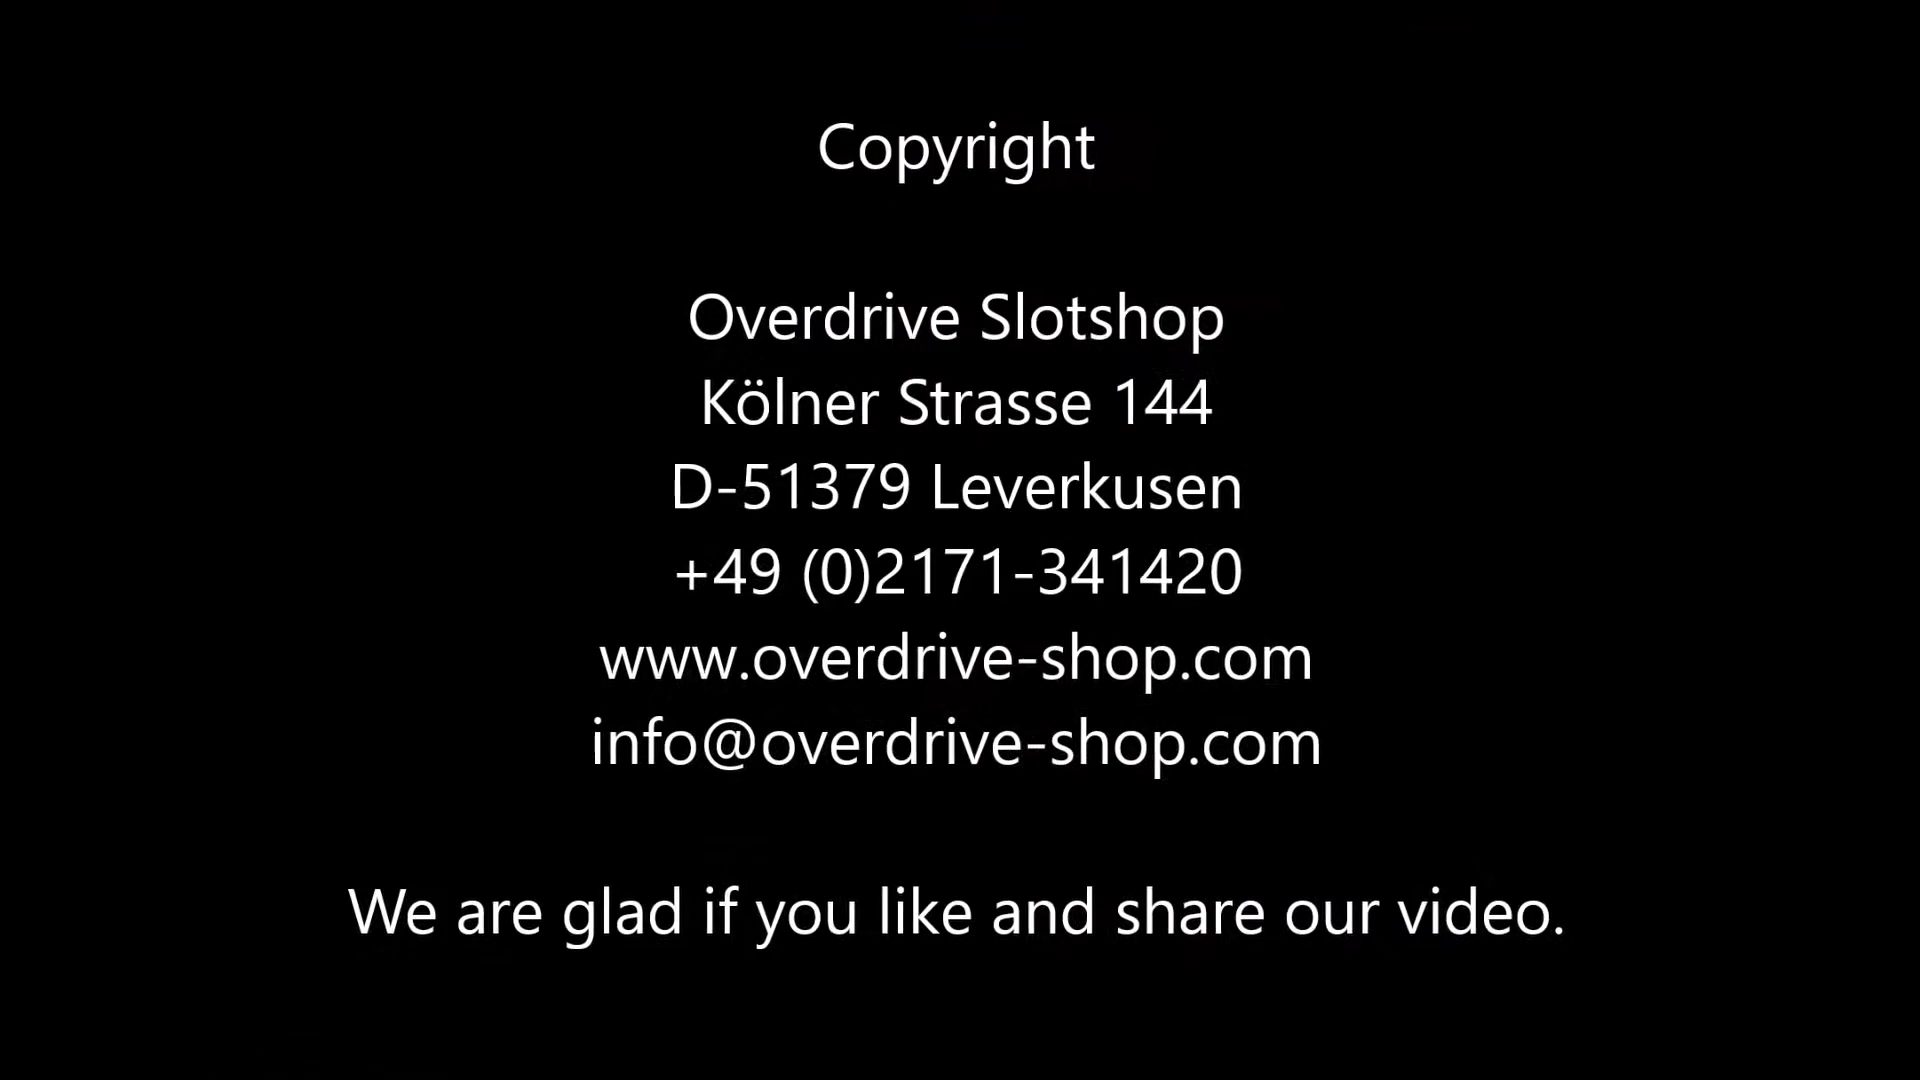 Copyright
Overdrive Slotshop
Kölner Strasse 144
D-51379 Leverkusen
+49 (0)2171-341420
www.overdrive-shop.com
info@overdrive-shop.com
We are glad if you like and share our video.